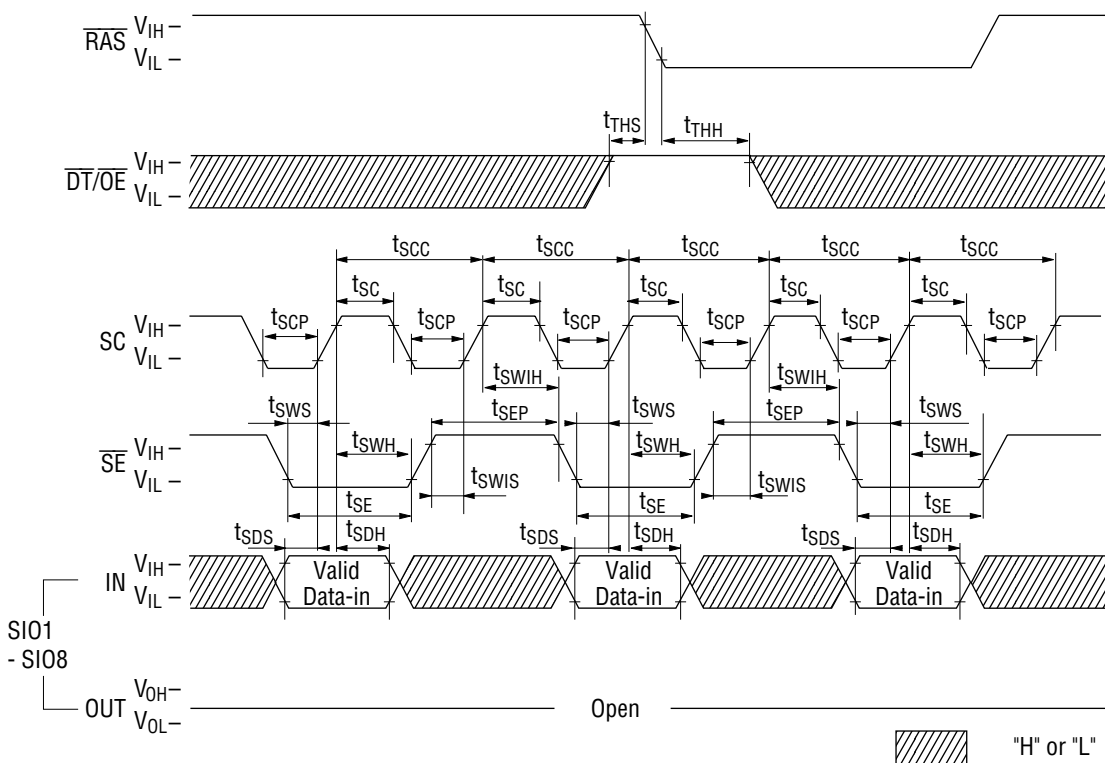 RAS VIH
VIL
tTHS tTHH
DT/OE VIH
VIL
tSCC tSCC tSCC tSCC tSCC
tSC tSC tSC tSC tSC
tSCP tSCP tSCP tSCP tSCP tSCP
SC VIH
VIL
tSWIH tSWIH
tSWS tSEP tSWS tSEP tSWS
SE VIH
VIL
tSWH tSWH tSWH
tSWIS tSWIS
tSE tSE tSE
tSDS tSDH tSDS tSDH tSDS tSDH
IN VIH
VIL
Valid Data-in
Valid Data-in
Valid Data-in
SIO1
- SIO8
OUT VOH
VOL
Open
"H" or "L"